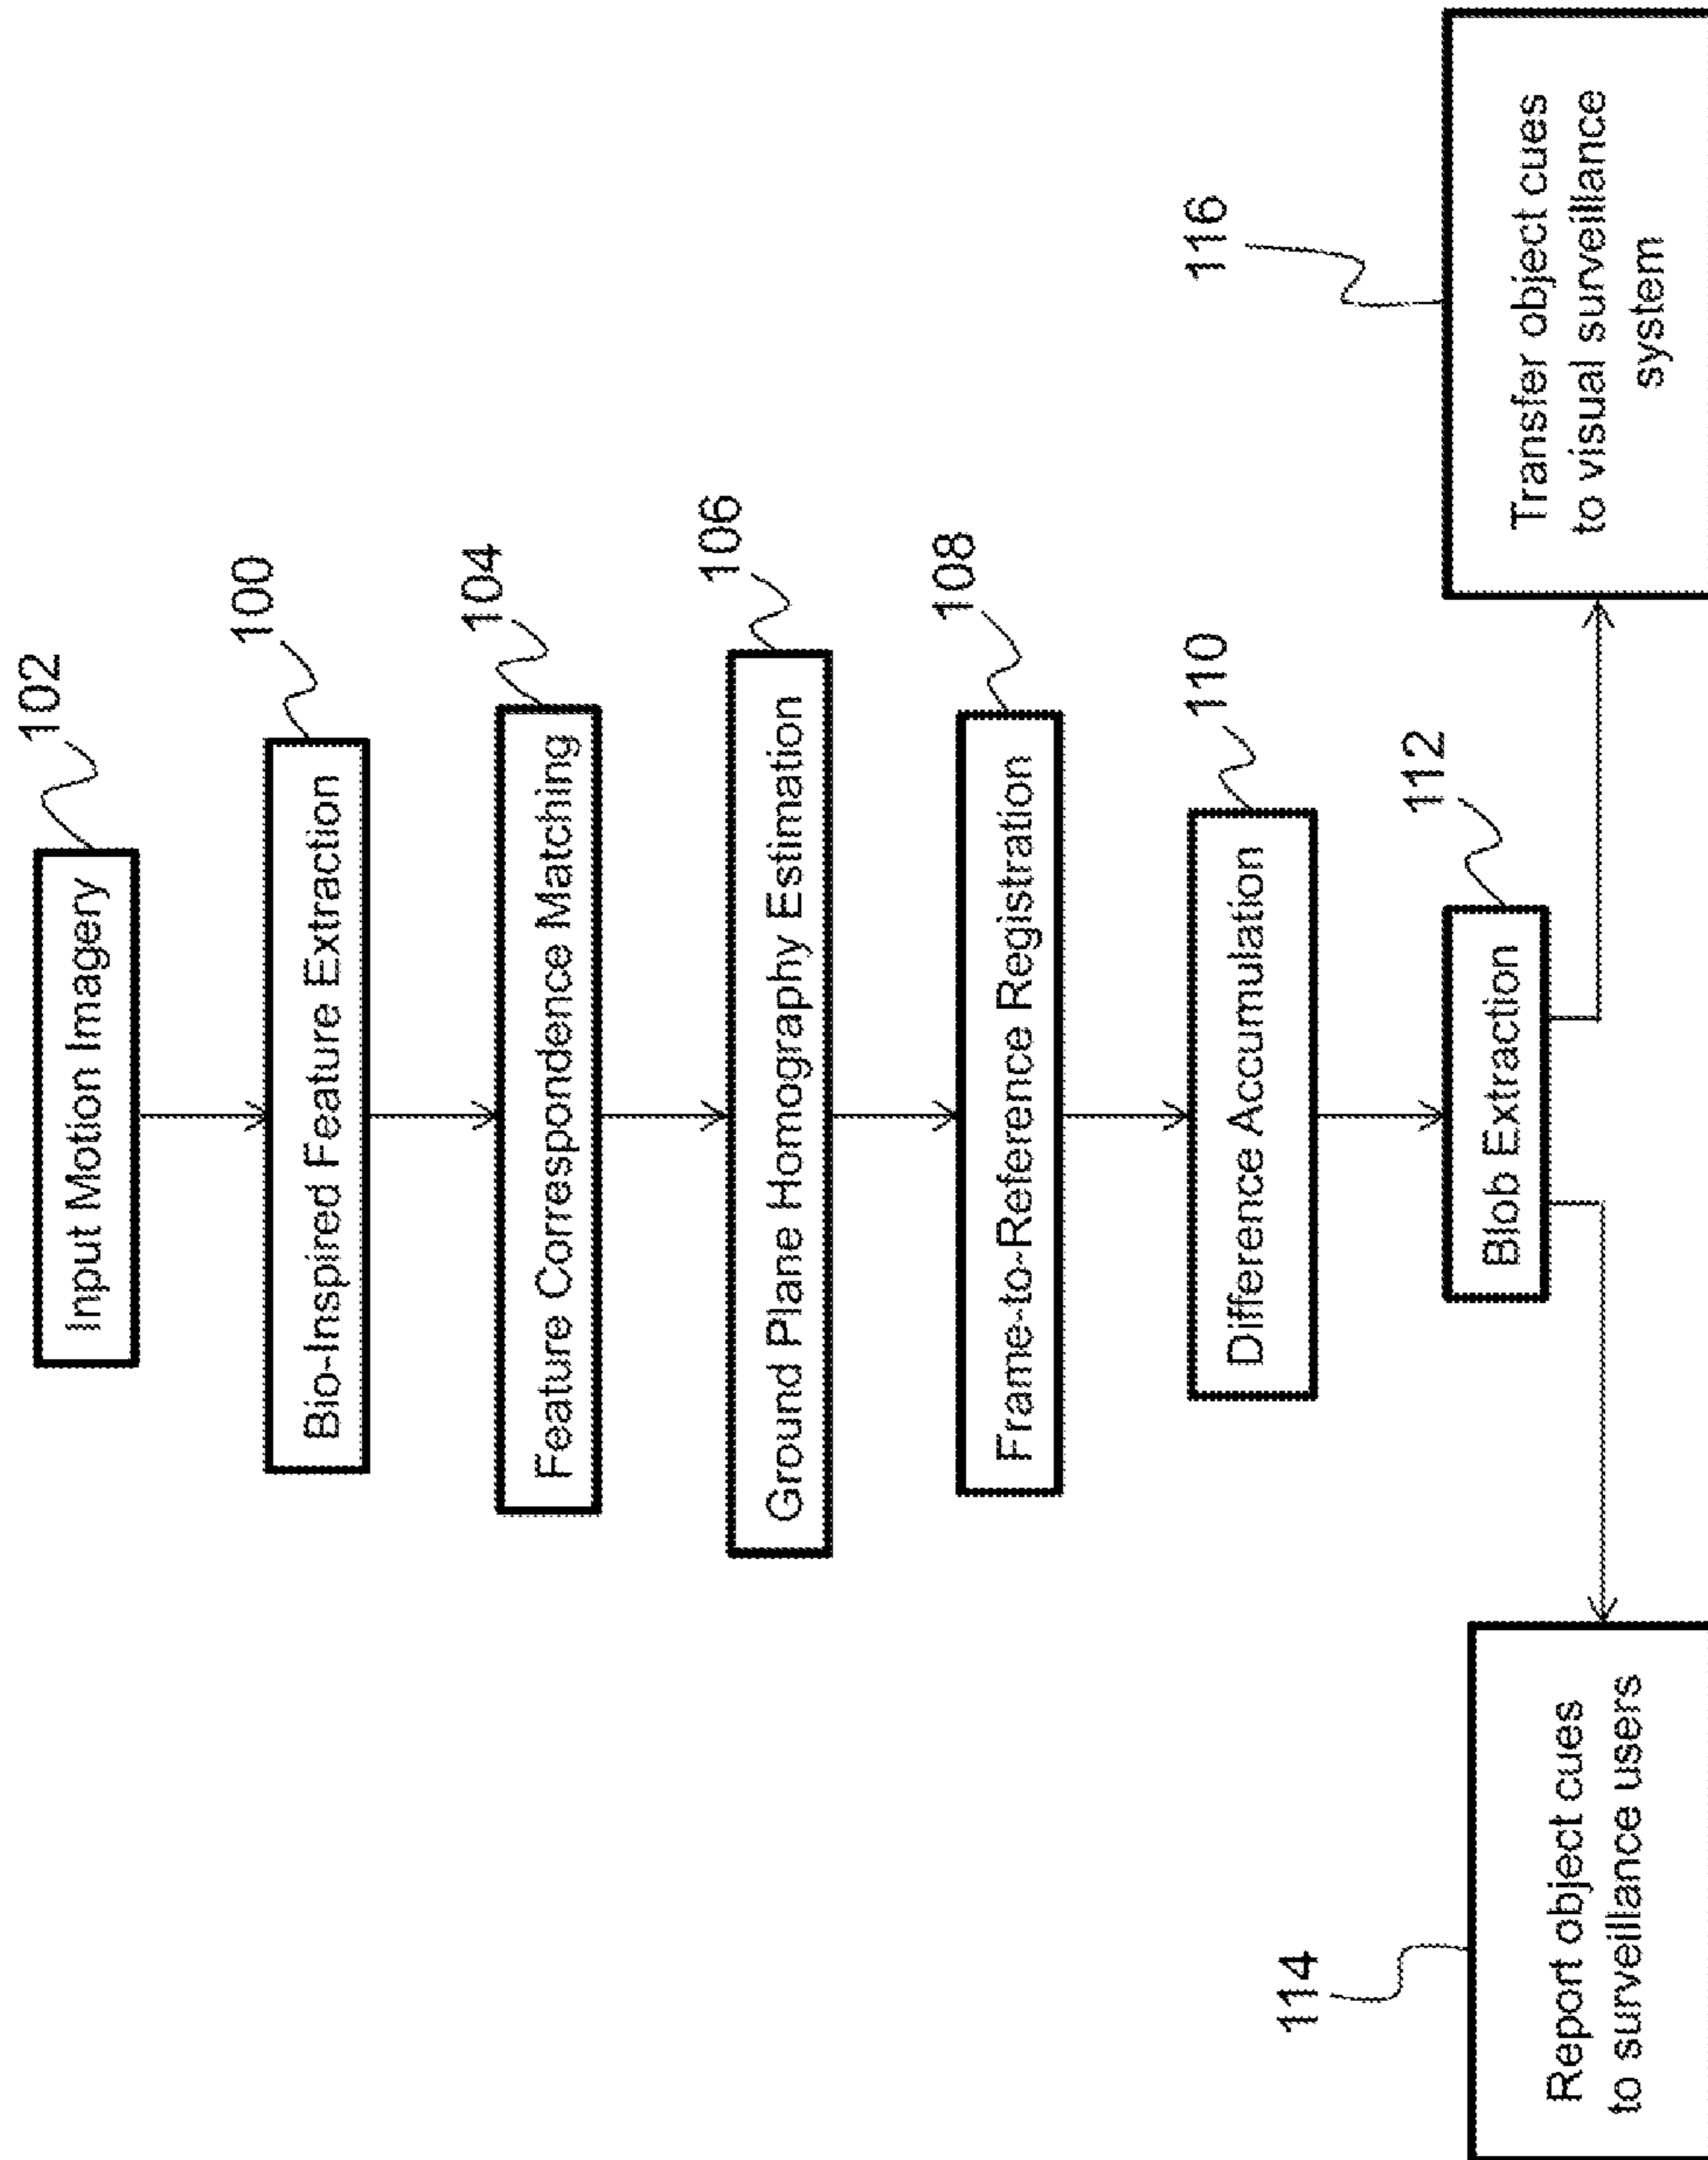 Input Motion Imagery
102
Bio-Inspired Feature Extraction
100
Feature Correspondence Matching
104
Ground Plane Homography Estimation
106
Frame-to-Reference Registration
108
Difference Accumulation
110
Blob Extraction
112
Report object cues
to surveillance users
114
Transfer object cues
to visual surveillance
system
116